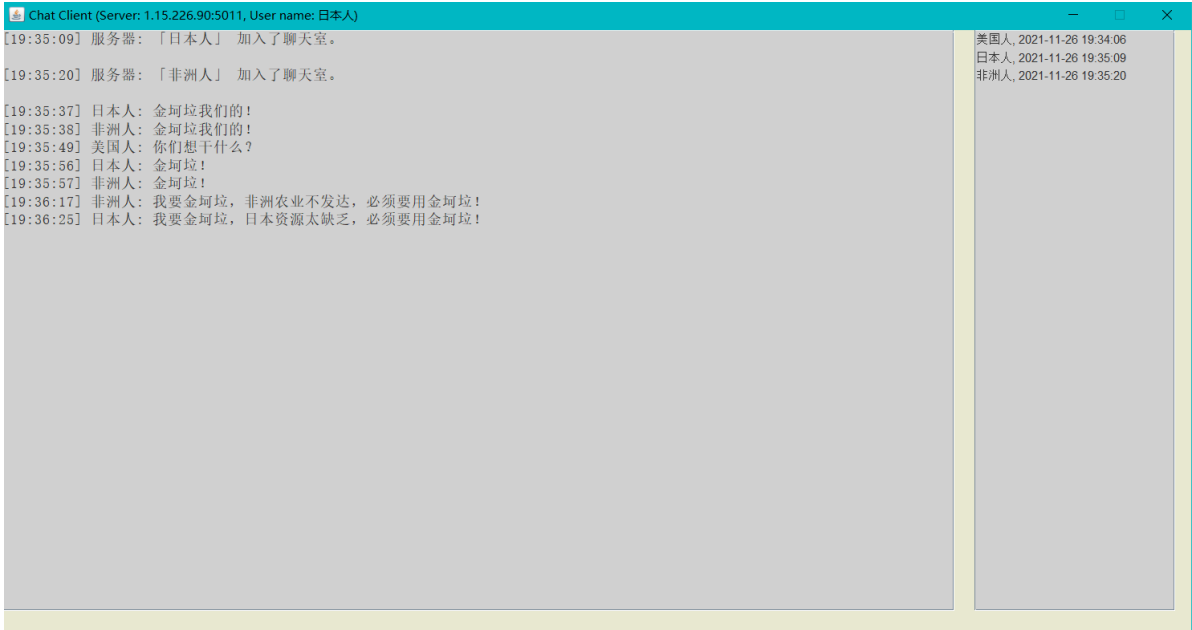 Chat Client (Server: 1.15.226.90:5011, User name: 日本人)
[19:35:09] 服务器: 「日本人」 加入了聊天室。
[19:35:20] 服务器: 「非洲人」 加入了聊天室。
[19:35:37] 日本人: 金坷垃我们的!
[19:35:38] 非洲人: 金坷垃我们的!
[19:35:49] 美国人: 你们想干什么?
[19:35:56] 日本人: 金坷垃!
[19:35:57] 非洲人: 金坷垃!
[19:36:17] 非洲人: 我要金坷垃，非洲农业不发达，必须要用金坷垃!
[19:36:25] 日本人: 我要金坷垃，日本资源太缺乏，必须要用金坷垃!
美国人, 2021-11-26 19:34:06
日本人, 2021-11-26 19:35:09
非洲人, 2021-11-26 19:35:20